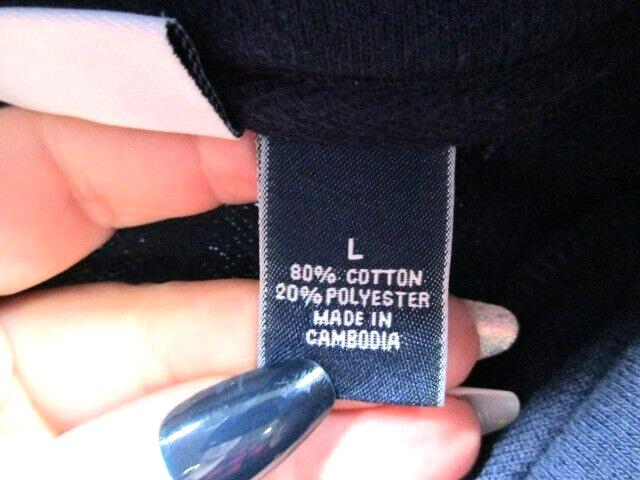 L
80% COTTON
20% POLYESTER
MADE IN
CAMBODIA